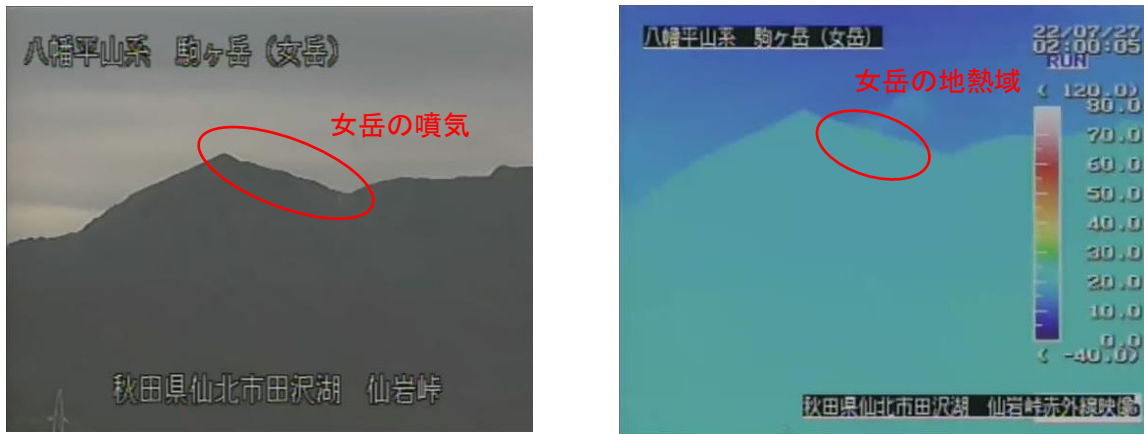 八幡平山系 駒ヶ岳（女岳）
女岳の噴気
秋田県仙北市田沢湖 仙岩峠
八幡平山系 駒ヶ岳（女岳）
22/07/27
02:00:05
RUN
女岳の地熱域
< 120.0>
80.0
70.0
60.0
50.0
40.0
30.0
20.0
10.0
0.0
< -40.0>
秋田県仙北市田沢湖 仙岩峠赤外線映像